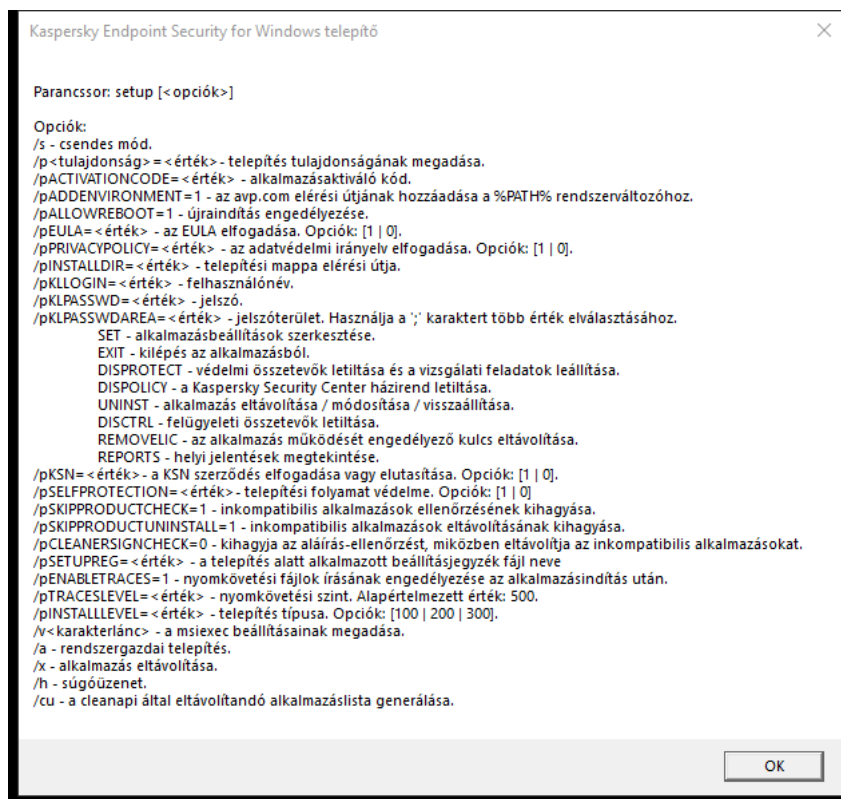 Kaspersky Endpoint Security for Windows telepítő
Parancssor: setup [<opciók>]
Opciók:
/s - csendes mód.
/p<tulajdonság>=<érték>- telepítés tulajdonságának megadása.
/pACTIVATIONCODE=<érték> - alkalmazásaktiváló kód.
/pADDENVIRONMENT=1 - az avp.com elérési útjának hozzáadása a %PATH% rendszerváltozóhoz.
/pALLOWREBOOT=1 - újraindítás engedélyezése.
/pEULA=<érték> - az EULA elfogadása. Opciók: [1 | 0].
/pPRIVACYPOLICY=<érték> - az adatvédelmi irányelv elfogadása. Opciók: [1 | 0].
/pINSTALLDIR=<érték> - telepítési mappa elérési útja.
/pKLLOGIN=<érték> - felhasználónév.
/pKLPASSWD=<érték> - jelszó.
/pKLPASSWDAREA=<érték> - jelszóterület. Használja a ';' karaktert több érték elválasztásához.
SET - alkalmazásbeállítások szerkesztése.
EXIT - kilépés az alkalmazásból.
DISPROTECT - védelmi összetevők letiltása és a vizsgálati feladatok leállítása.
DISPOLICY - a Kaspersky Security Center házirend letiltása.
UNINST - alkalmazás eltávolítása / módosítása / visszaállítása.
DISCTRL - felügyeleti összetevők letiltása.
REMOVELIC - az alkalmazás működését engedélyező kulcs eltávolítása.
REPORTS - helyi jelentések megtekintése.
/pKSN=<érték>- a KSN szerződés elfogadása vagy elutasítása. Opciók: [1 | 0].
/pSELFPROTECTION=<érték>- telepítési folyamat védelme. Opciók: [1 | 0]
/pSKIPPRODUCTCHECK=1 - inkompatibilis alkalmazások ellenőrzésének kihagyása.
/pSKIPPRODUCTUNINSTALL=1 - inkompatibilis alkalmazások eltávolításának kihagyása.
/pCLEANERSIGNCHECK=0 - kihagyja az aláírás-ellenőrzést, miközben eltávolítja az inkompatibilis alkalmazásokat.
/pSETUPREG=<érték> - a telepítés alatt alkalmazott beállításjegyzék fájl neve
/pENABLETRACES=1 - nyomkövetési fájlok írásának engedélyezése az alkalmazásindítás után.
/pTRACESLEVEL=<érték> - nyomkövetési szint. Alapértelmezett érték: 500.
/pINSTALLLEVEL=<érték> - telepítés típusa. Opciók: [100 | 200 | 300].
/v<karakterlánc> - a msiexec beállításainak megadása.
/a - rendszergazdai telepítés.
/x - alkalmazás eltávolítása.
/h - súgóüzenet.
/cu - a cleanapi által eltávolítandó alkalmazáslista generálása.
OK